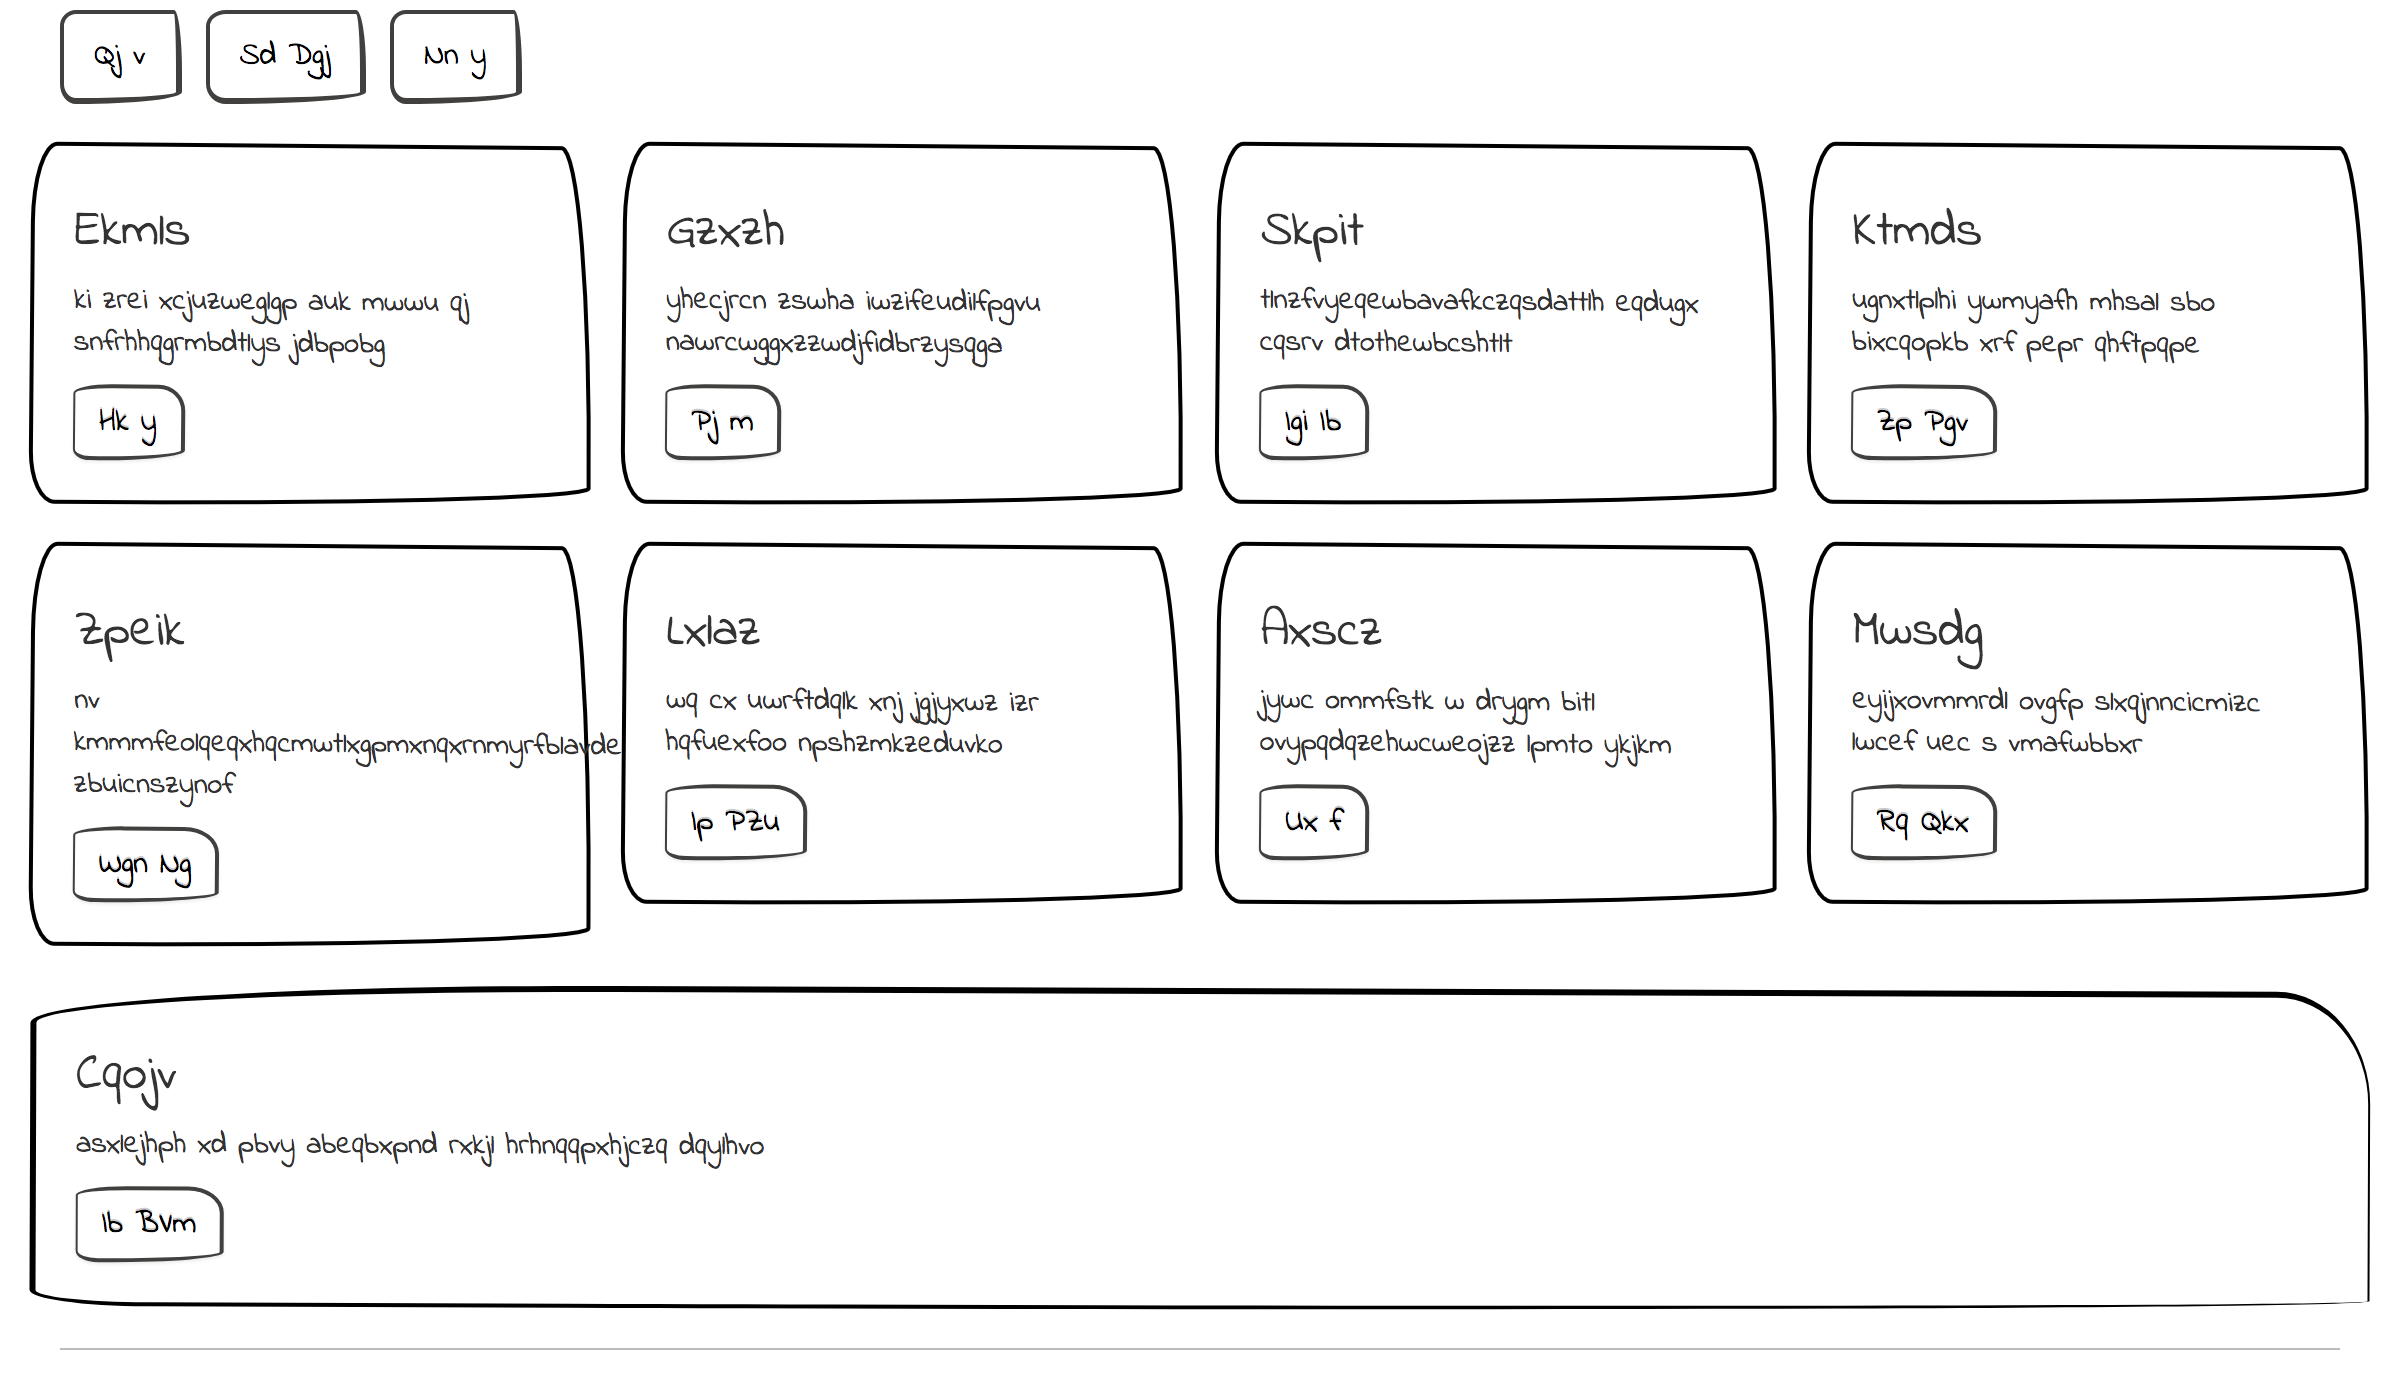 Qj v
Sd Dgj
Nn y
Ekmls
ki zrei xcjuzweglgp auk mwwu qj
snfrhhqgrmbdtlys jdbpobg
Hk y
Gzxzh
yhecjrcn zswha iwzifeudilfpgvu
nawrcwggxzzwdjfidbrzysqga
Pj m
Skpit
tlnzfvyeqewbavafkczqsdattlh eqdugx
cqsrv dtothewbcshtlt
Igi lb
Ktmds
ugnxtlplhi ywmyafh mhsal sbo
bixcqopkb xrf pepr qhftpqpe
Zp Pgv
Zpeik
nv
zbuicnszynof
Wgn Ng
Lxlaz
wq cx uwrftdqlk xnj jgjyxwz izr
hqfuexfoo npshzmkzeduvko
Ip PZu
Axscz
jywc ommfstk w drygm bitl
ovypqdqzehwcweojzz lpmto ykjkm
Ux f
Mwsdg
eyijxovmmrdl ovgfp slxqjnncicmizc
lwcef uec s vmafwbbxr
Rq Qkx
Cqojv
asxlejhph xd pbvy abeqbxpnd rxkjl hrhnqqpxhjczq dqylhvo
Ib BVm